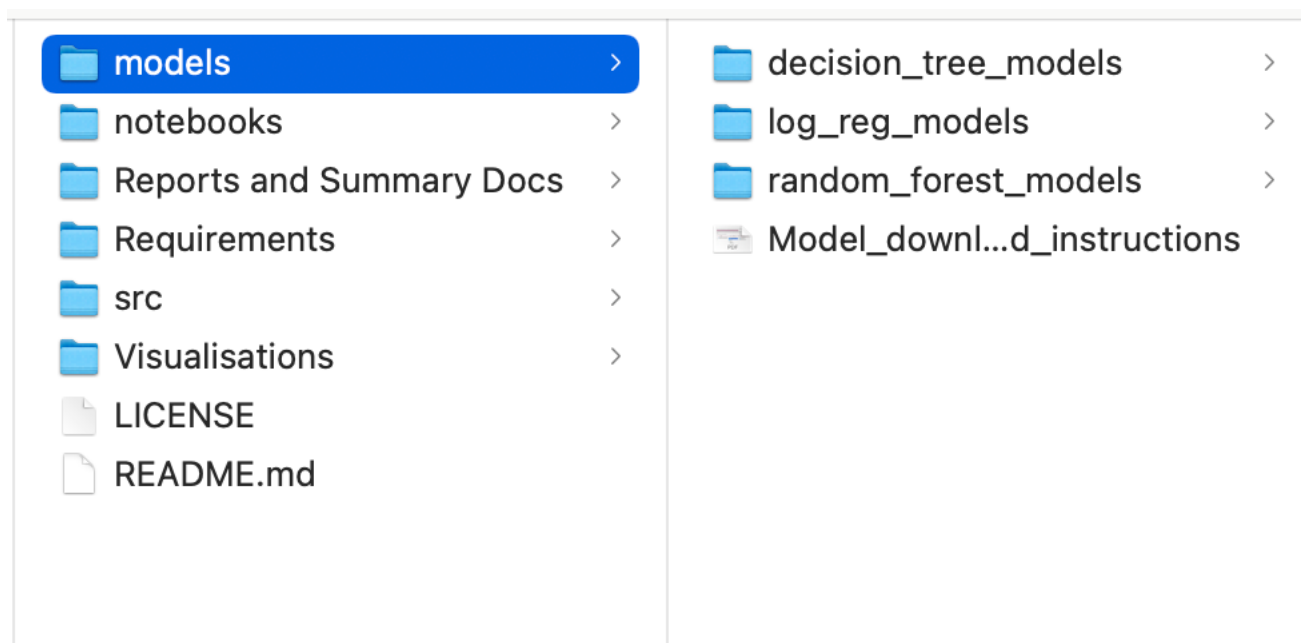 models
notebooks
Reports and Summary Docs
Requirements
src
Visualisations
LICENSE
README.md
decision_tree_models
log_reg_models
random_forest_models
Model_downl...d_instructions